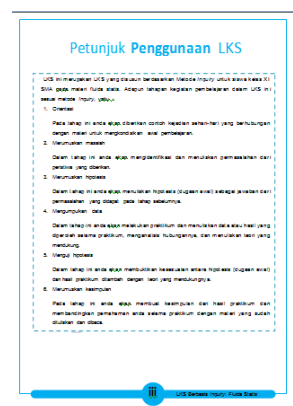 Petunjuk Penggunaan LKS
LKS ini merupakan LKS yang disusun berdasarkan Metode Inquiry untuk siswa kelas XI
SMA pada materi fluida statis. Adapun tahapan kegiatan pembelajaran dalam LKS ini
sesuai metode Inquiry, yaitu :
1. Orientasi
Pada tahap ini anda akan diberikan contoh kejadian sehari-hari yang berhubungan
dengan materi untuk mengkondisikan awal pembelajaran.
2. Merumuskan masalah
Dalam tahap ini anda akan mengidentifikasi dan menuliskan permasalahan dari
peristiwa yang diberikan.
3. Merumuskan hipotesis
Dalam tahap ini anda akan menuliskan hipotesis (dugaan awal) sebagai jawaban dari
permasalahan yang didapat pada tahap sebelumnya.
4. Mengumpulkan data
Dalam tahap ini anda akan melakukan praktikum dan menuliskan data atau hasil yang
diperoleh selama praktikum, menganalisis hubungannya, dan menuliskan teori yang
mendukung.
5. Menguji hipotesis
Dalam tahap ini anda akan membuktikan kesesuaian antara hipotesis (dugaan awal)
dan hasil praktikum ditambah dengan teori yang mendukungnya.
6. Merumuskan kesimpulan
Pada tahap ini anda akan membuat kesimpulan dari hasil praktikum dan
membandingkan pemahaman anda selama praktikum dengan materi yang sudah
dituliskan dan dibaca.
iii
LKS Berbasis Inquiry: Fluida Statis